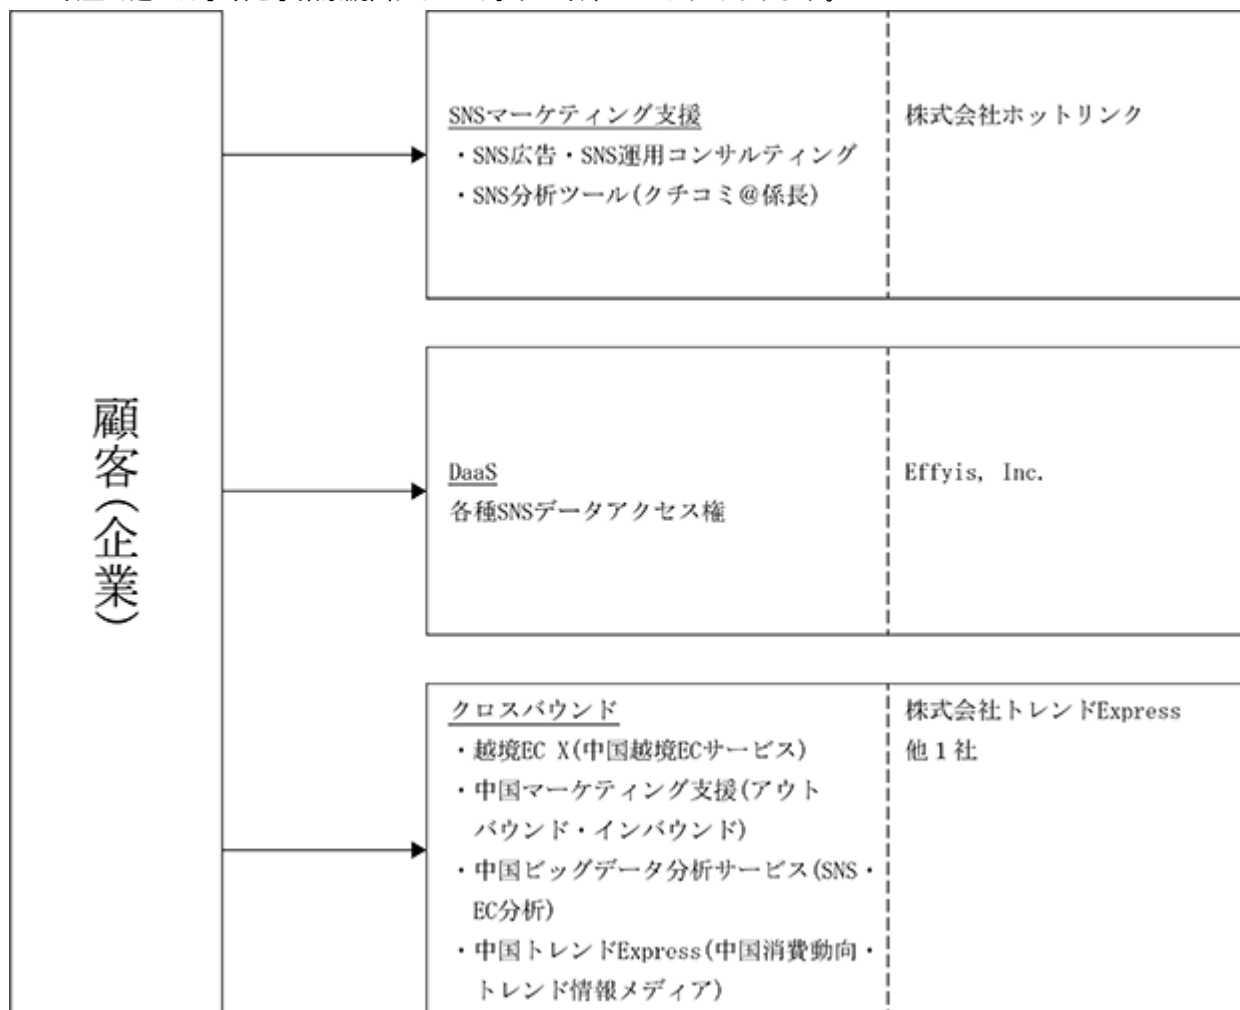 顧客(企業)
SNSマーケティング支援
・SNS広告・SNS運用コンサルティング
・SNS分析ツール(クチコミ@係長)
株式会社ホットリンク
DaaS
各種SNSデータアクセス権
Effyis, Inc.
クロスバウンド
・越境EC X(中国越境ECサービス)
・中国マーケティング支援(アウト
バウンド・インバウンド)
・中国ビッグデータ分析サービス(SNS・
EC分析)
・中国トレンドExpress(中国消費動向・
トレンド情報メディア)
株式会社トレンドExpress
他１社